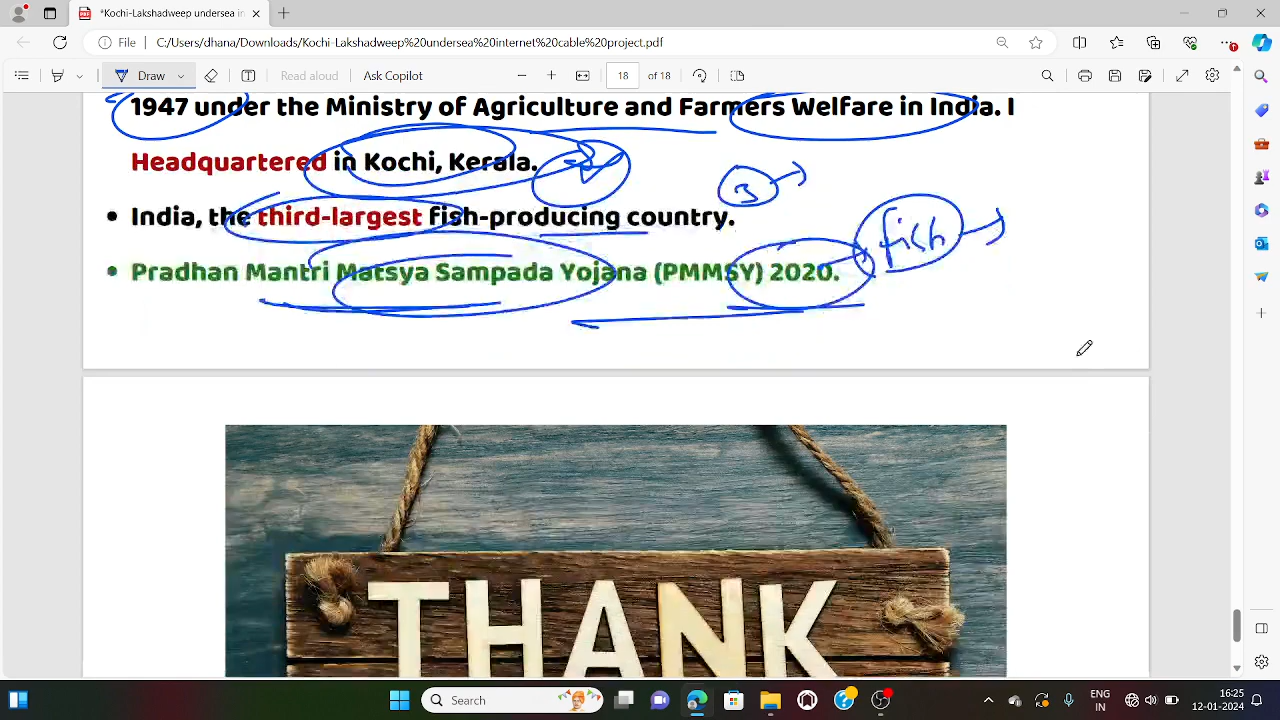 *Kochi-Lakshadweep undersea in
File C:/Users/dhana/Downloads/Kochi-Lakshadweep%20undersea%20internet%20cable%20project.pdf
Draw Read aloud Ask Copilot 18 of 18
1947 under the Ministry of Agriculture and Farmers Welfare in India. I
Headquartered in Kochi, Kerala.
3
• India, the third-largest fish-producing country.
fish
• Pradhan Mantri Matsya Sampada Yojana (PMMSY) 2020.
THANK
Search ENG 16:25
IN 12-01-2024